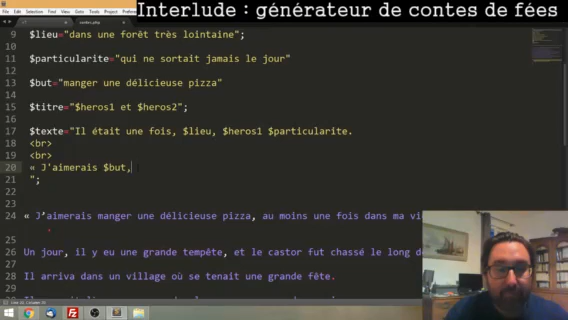 Interlude : générateur de contes de fées
contes.php
9 $lieu="dans une forêt très lointaine";
10
11 $particularite="qui ne sortait jamais le jour"
12
13 $but="manger une délicieuse pizza"
14
15 $titre="$heros1 et $heros2";
16
17 $texte="Il était une fois, $lieu, $heros1 $particularite.
18 <br>
19 <br>
20 « J'aimerais $but,
21 ";
24 « J'aimerais manger une délicieuse pizza, au moins une fois dans ma vi
25
26 Un jour, il y eu une grande tempête, et le castor fut chassé le long d
27
28 Il arriva dans un village où se tenait une grande fête.
29